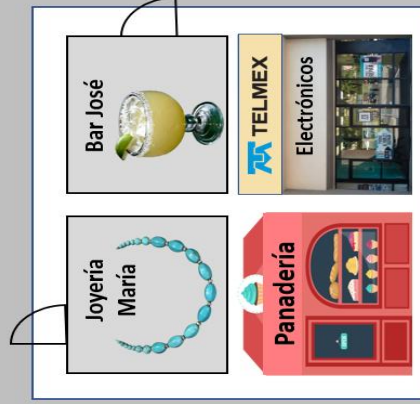 Bar José
TELMEX
Electrónicos
Joyería
María
Panadería